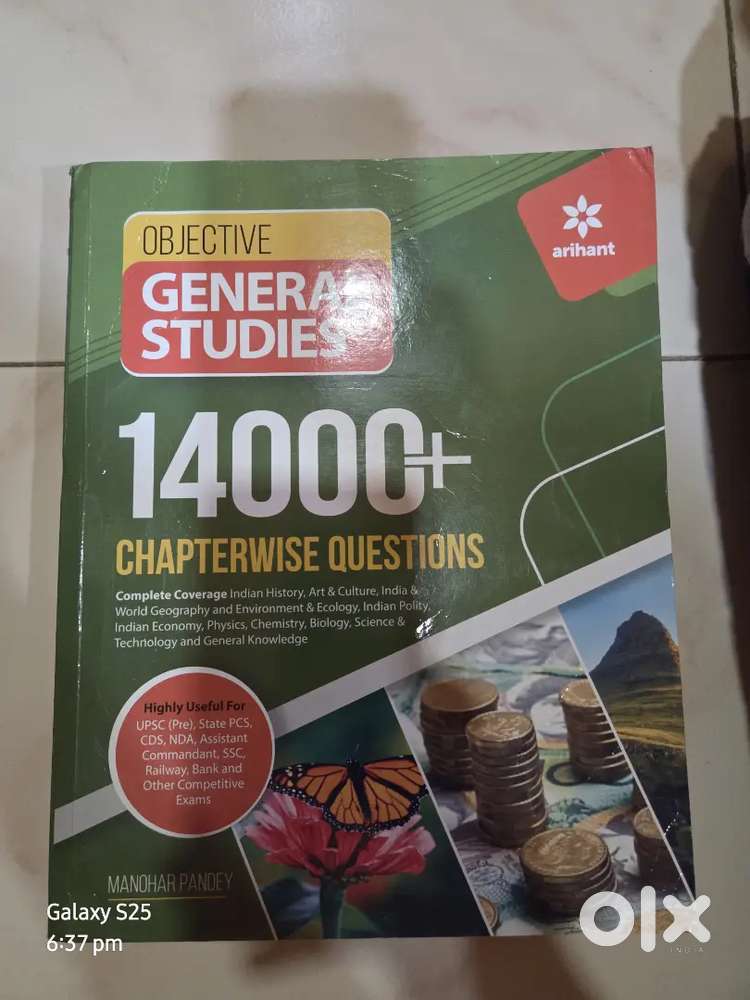 OBJECTIVE
GENERAL
STUDIES
arihant
14000+
CHAPTERWISE QUESTIONS
Complete Coverage Indian History, Art & Culture, India &
World Geography and Environment & Ecology, Indian Polity,
Indian Economy, Physics, Chemistry, Biology, Science &
Technology and General Knowledge
Highly Useful For
UPSC (Pre), State PCS,
CDS, NDA, Assistant
Commandant, SSC,
Railway, Bank and
Other Competitive
Exams
MANOHAR PANDEY
Galaxy S25
6:37 pm
olx
INDIA